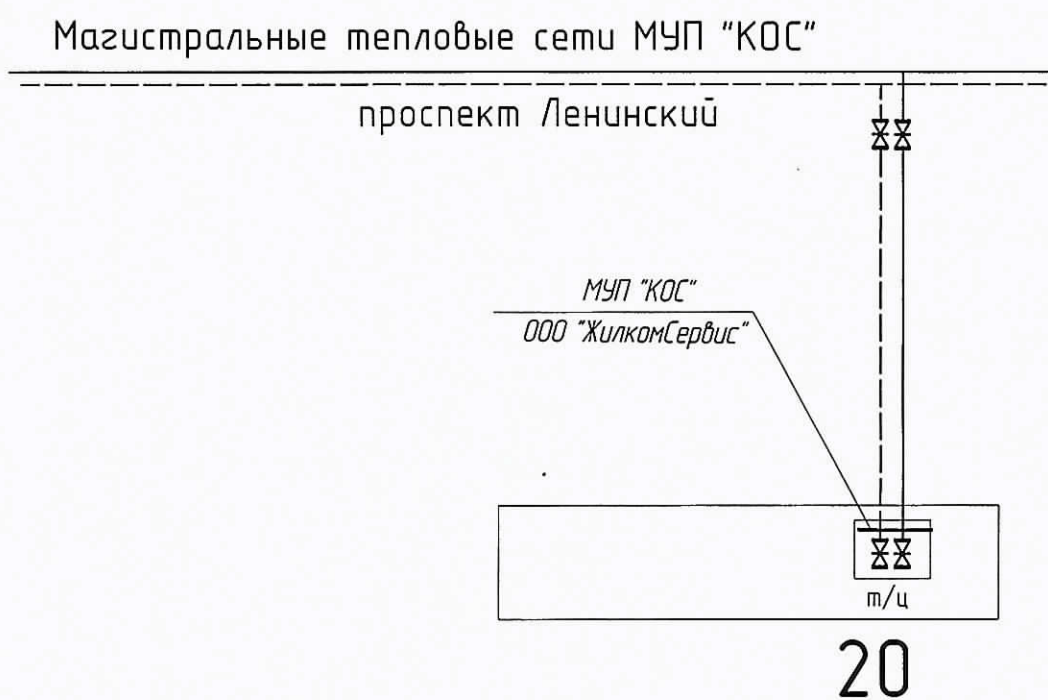 Магистральные тепловые сети МУП "КОС"
проспект Ленинский
МУП "КОС"
ООО "ЖилкомСервис"
т/ц
20